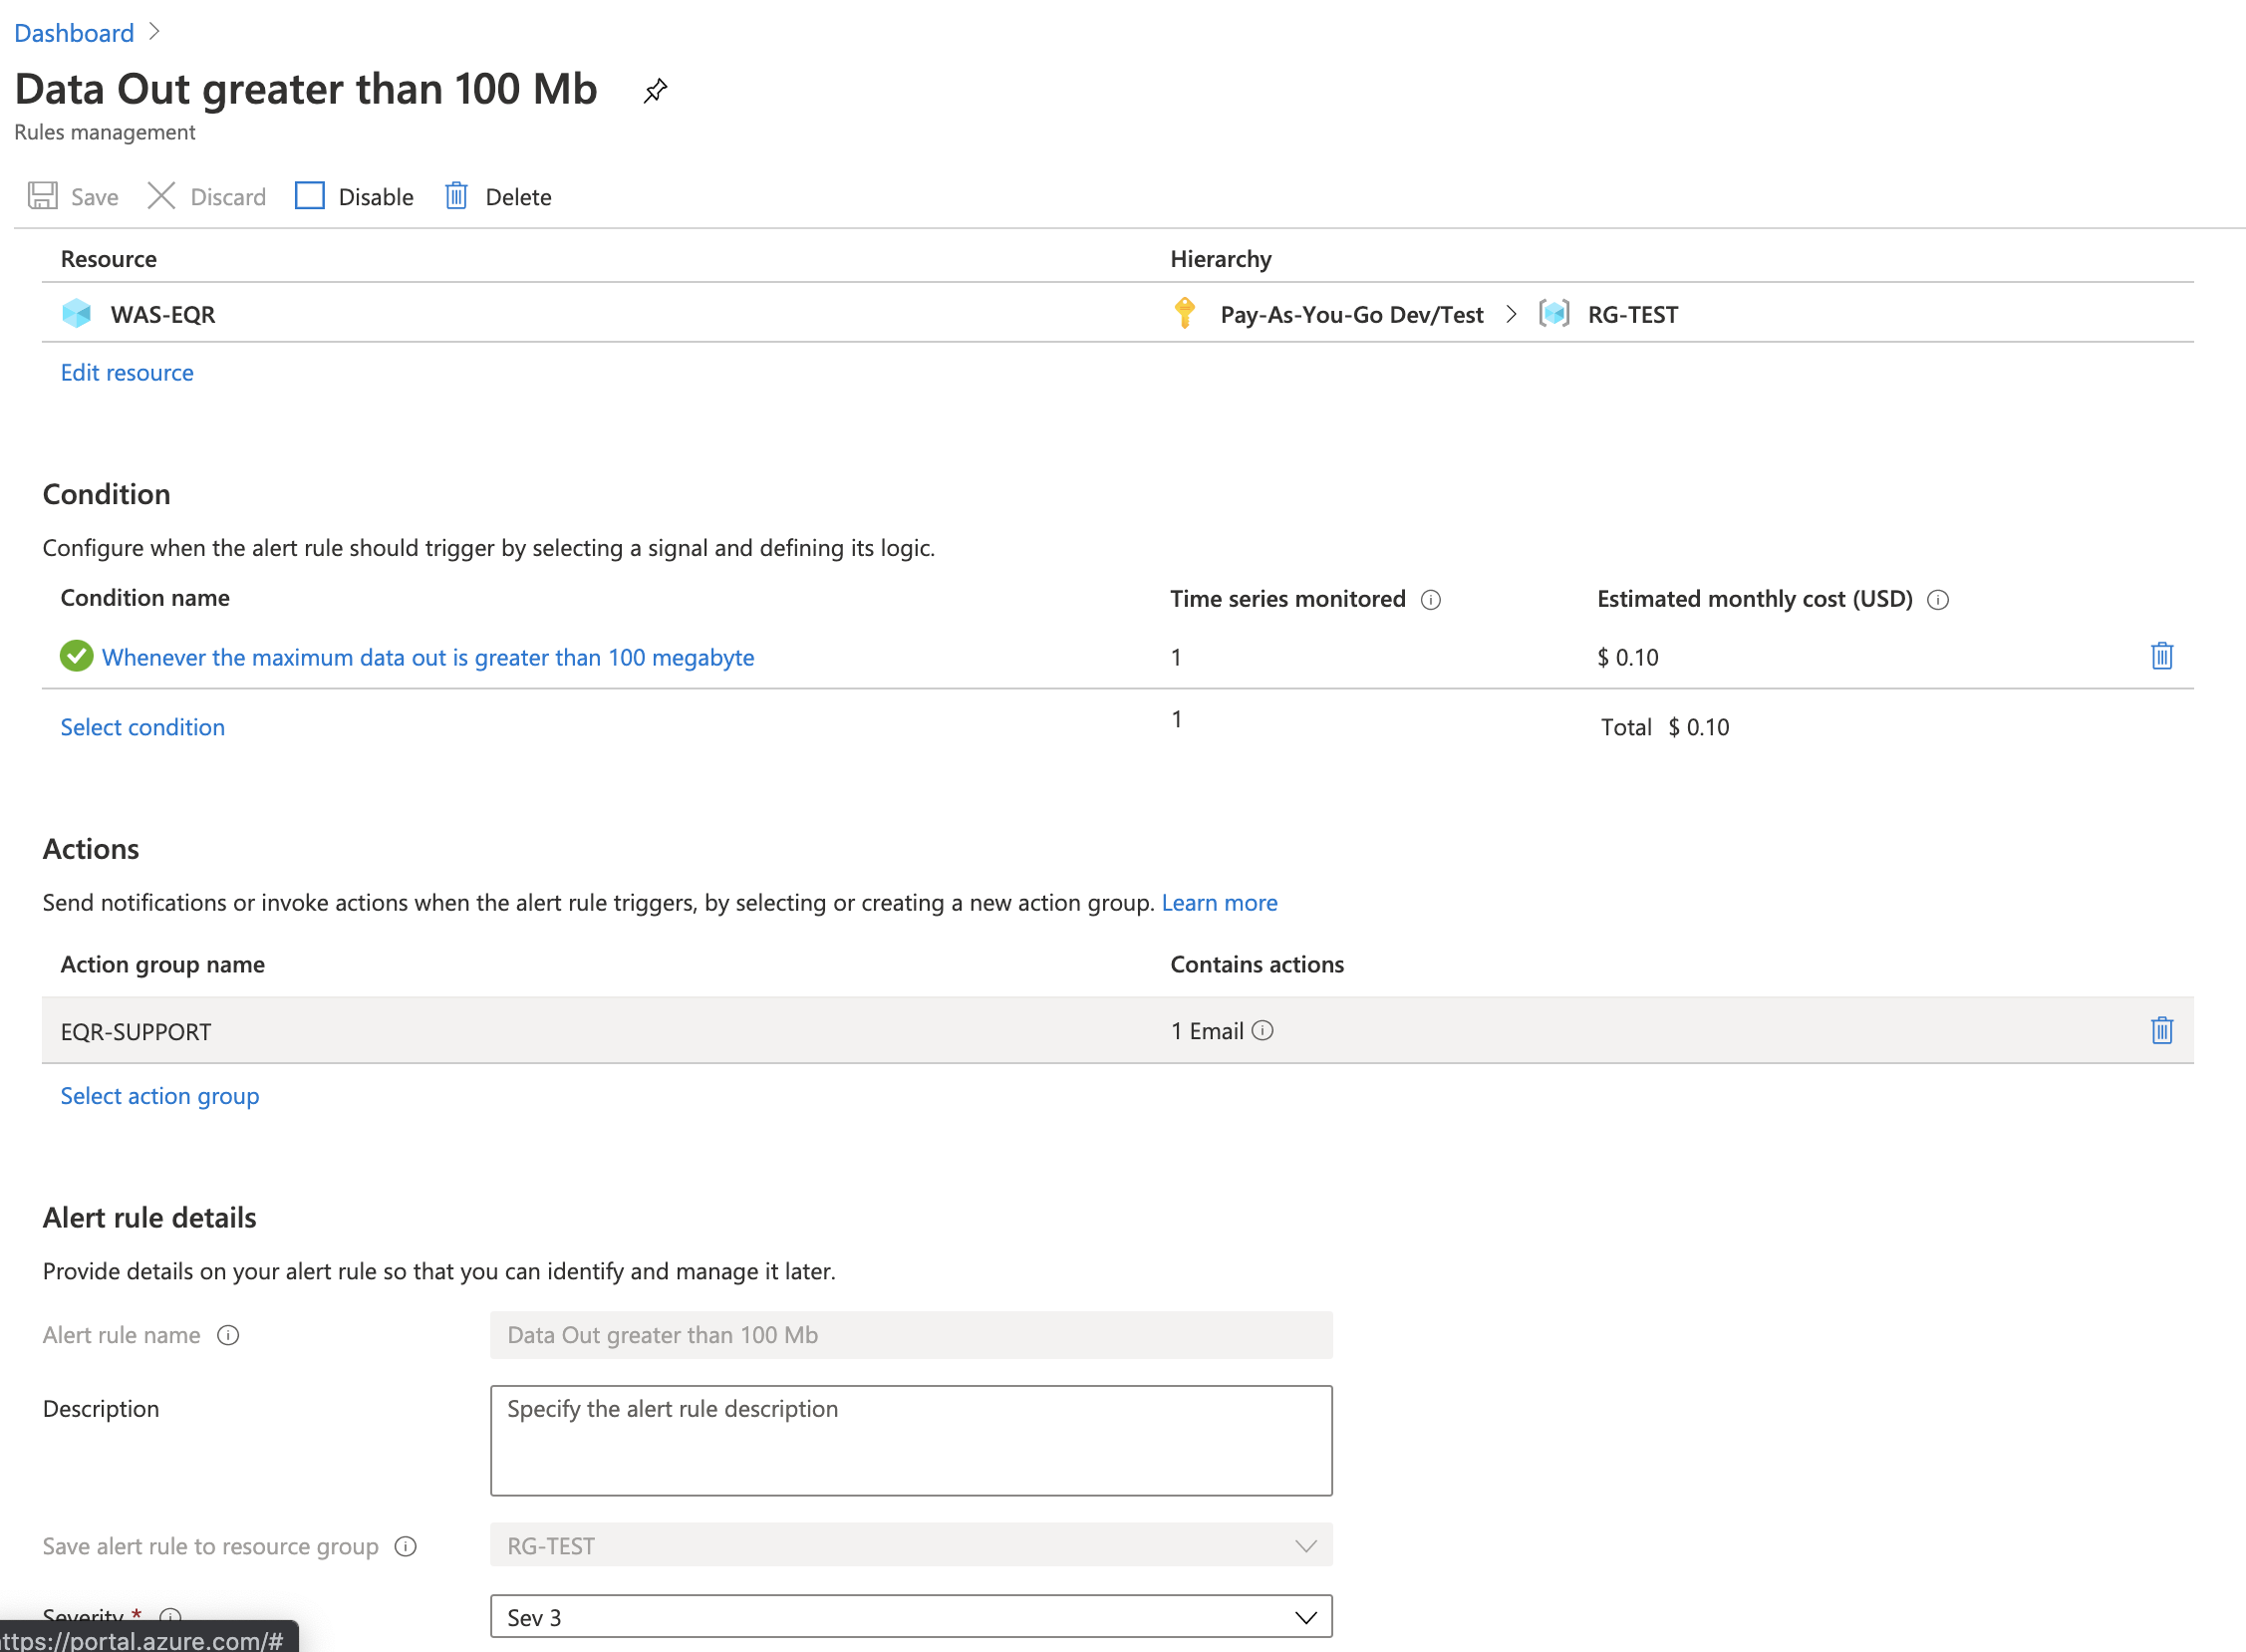 Dashboard
Data Out greater than 100 Mb
Rules management
Save Discard Disable Delete
Resource Hierarchy
WAS-EQR Pay-As-You-Go Dev/Test RG-TEST
Edit resource
Condition
Configure when the alert rule should trigger by selecting a signal and defining its logic.
Condition name Time series monitored Estimated monthly cost (USD)
Whenever the maximum data out is greater than 100 megabyte 1 $ 0.10
Select condition 1 Total $ 0.10
Actions
Send notifications or invoke actions when the alert rule triggers, by selecting or creating a new action group. Learn more
Action group name Contains actions
EQR-SUPPORT 1 Email
Select action group
Alert rule details
Provide details on your alert rule so that you can identify and manage it later.
Alert rule name Data Out greater than 100 Mb
Description Specify the alert rule description
Save alert rule to resource group RG-TEST
Severity * Sev 3
ttps://portal.azure.com/#